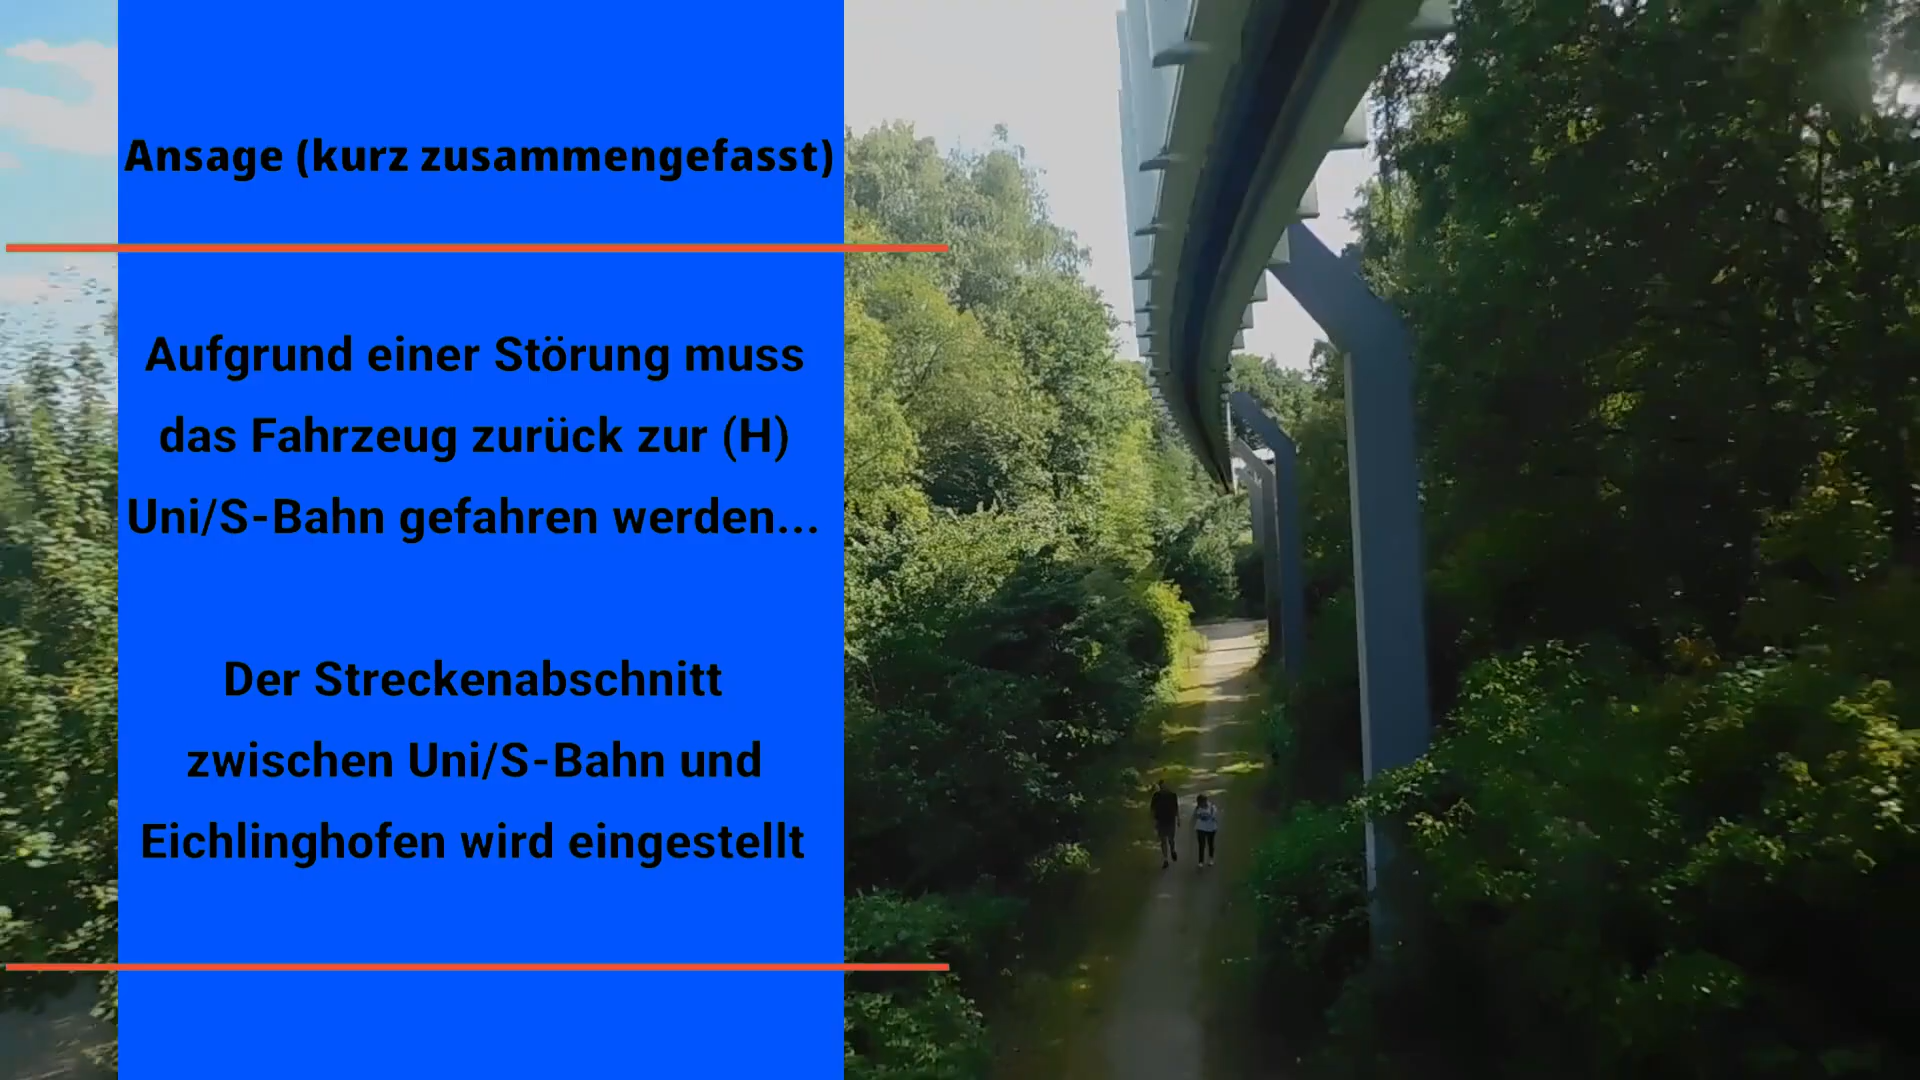 Ansage (kurz zusammengefasst)
Aufgrund einer Störung muss
das Fahrzeug zurück zur (H)
Uni/S-Bahn gefahren werden...
Der Streckenabschnitt
zwischen Uni/S-Bahn und
Eichlinghofen wird eingestellt